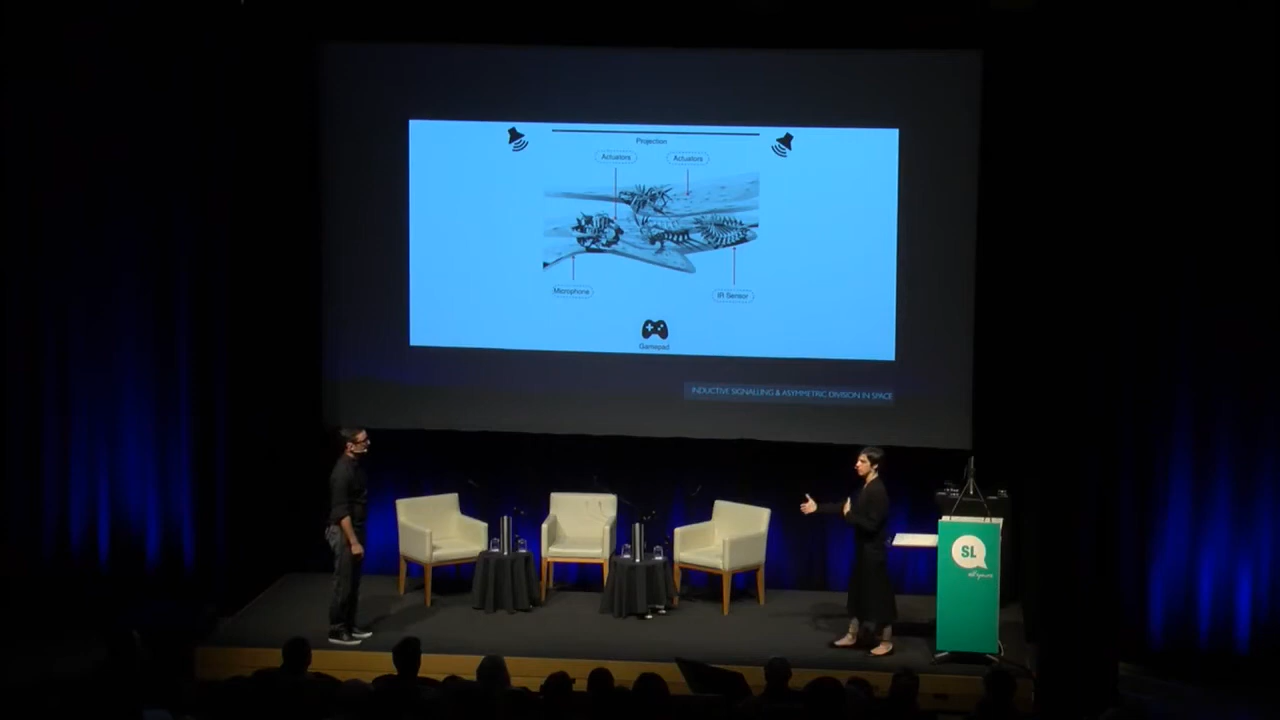 Projection
Actuators
Actuators
Microphone
IR Sensor
Gamepad
INDUCTIVE SIGNALLING & ASYMMETRIC DIVISION IN SPACE
SL